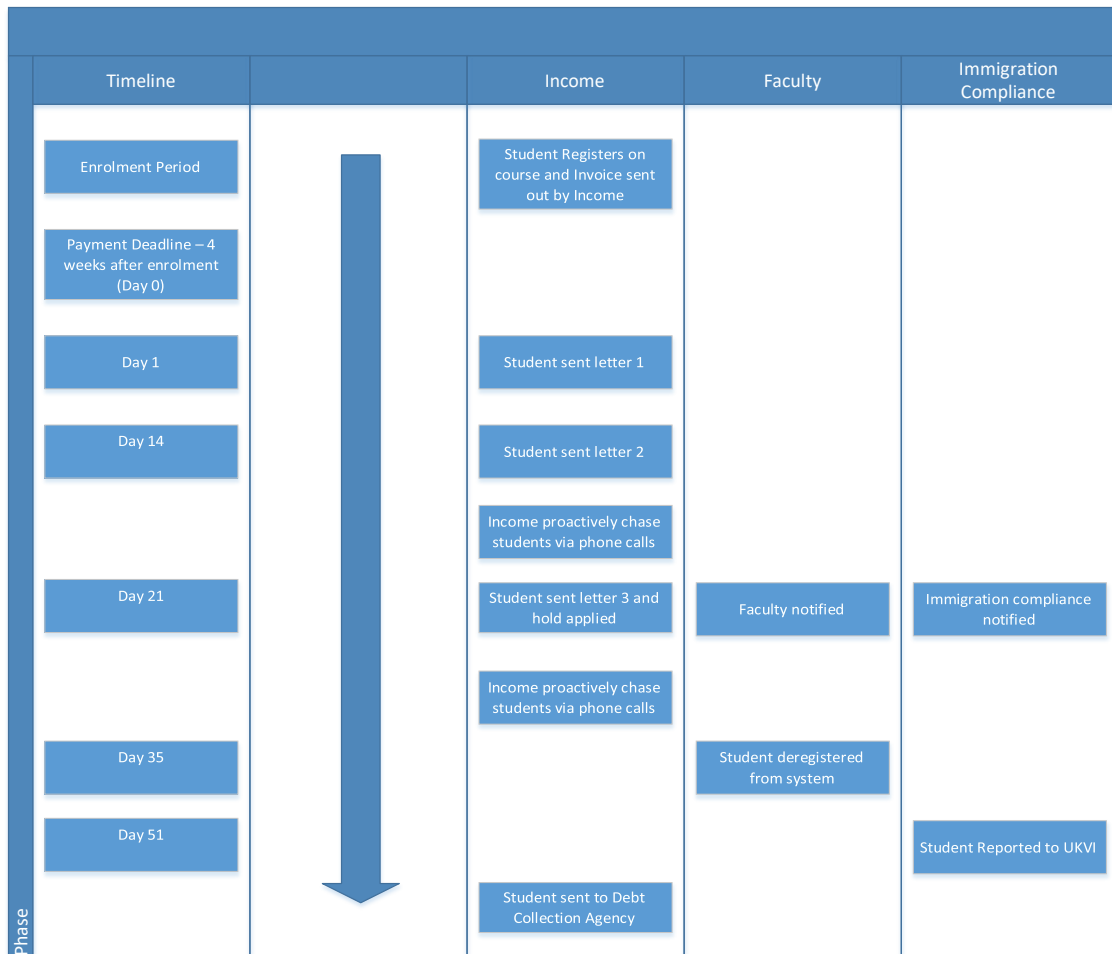 Timeline
Income
Faculty
Immigration
Compliance
Enrolment Period
Student Registers on
course and Invoice sent
out by Income
Payment Deadline – 4
weeks after enrolment
(Day 0)
Day 1
Student sent letter 1
Day 14
Student sent letter 2
Income proactively chase
students via phone calls
Day 21
Student sent letter 3 and
hold applied
Faculty notified
Immigration compliance
notified
Income proactively chase
students via phone calls
Day 35
Student deregistered
from system
Day 51
Student Reported to UKVI
Student sent to Debt
Collection Agency
Phase